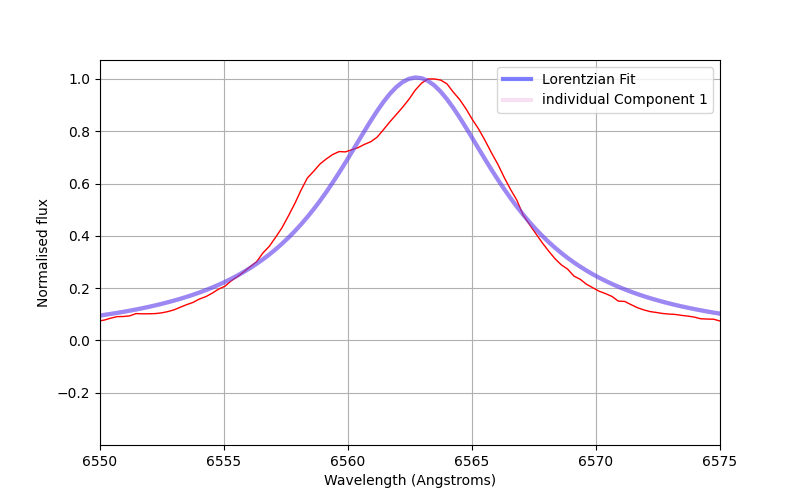 Lorentzian Fit
individual Component 1
1.0
0.8
0.6
0.4
0.2
0.0
−0.2
Normalised flux
6550 6555 6560 6565 6570 6575
Wavelength (Angstroms)